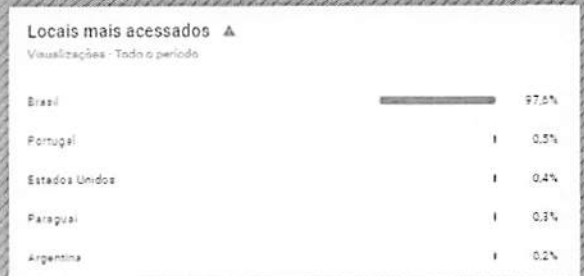 Locais mais acessados
Visualizações · Todo o período
Brasil 97,6%
Portugal 0,5%
Estados Unidos 0,4%
Paraguai 0,3%
Argentina 0,2%